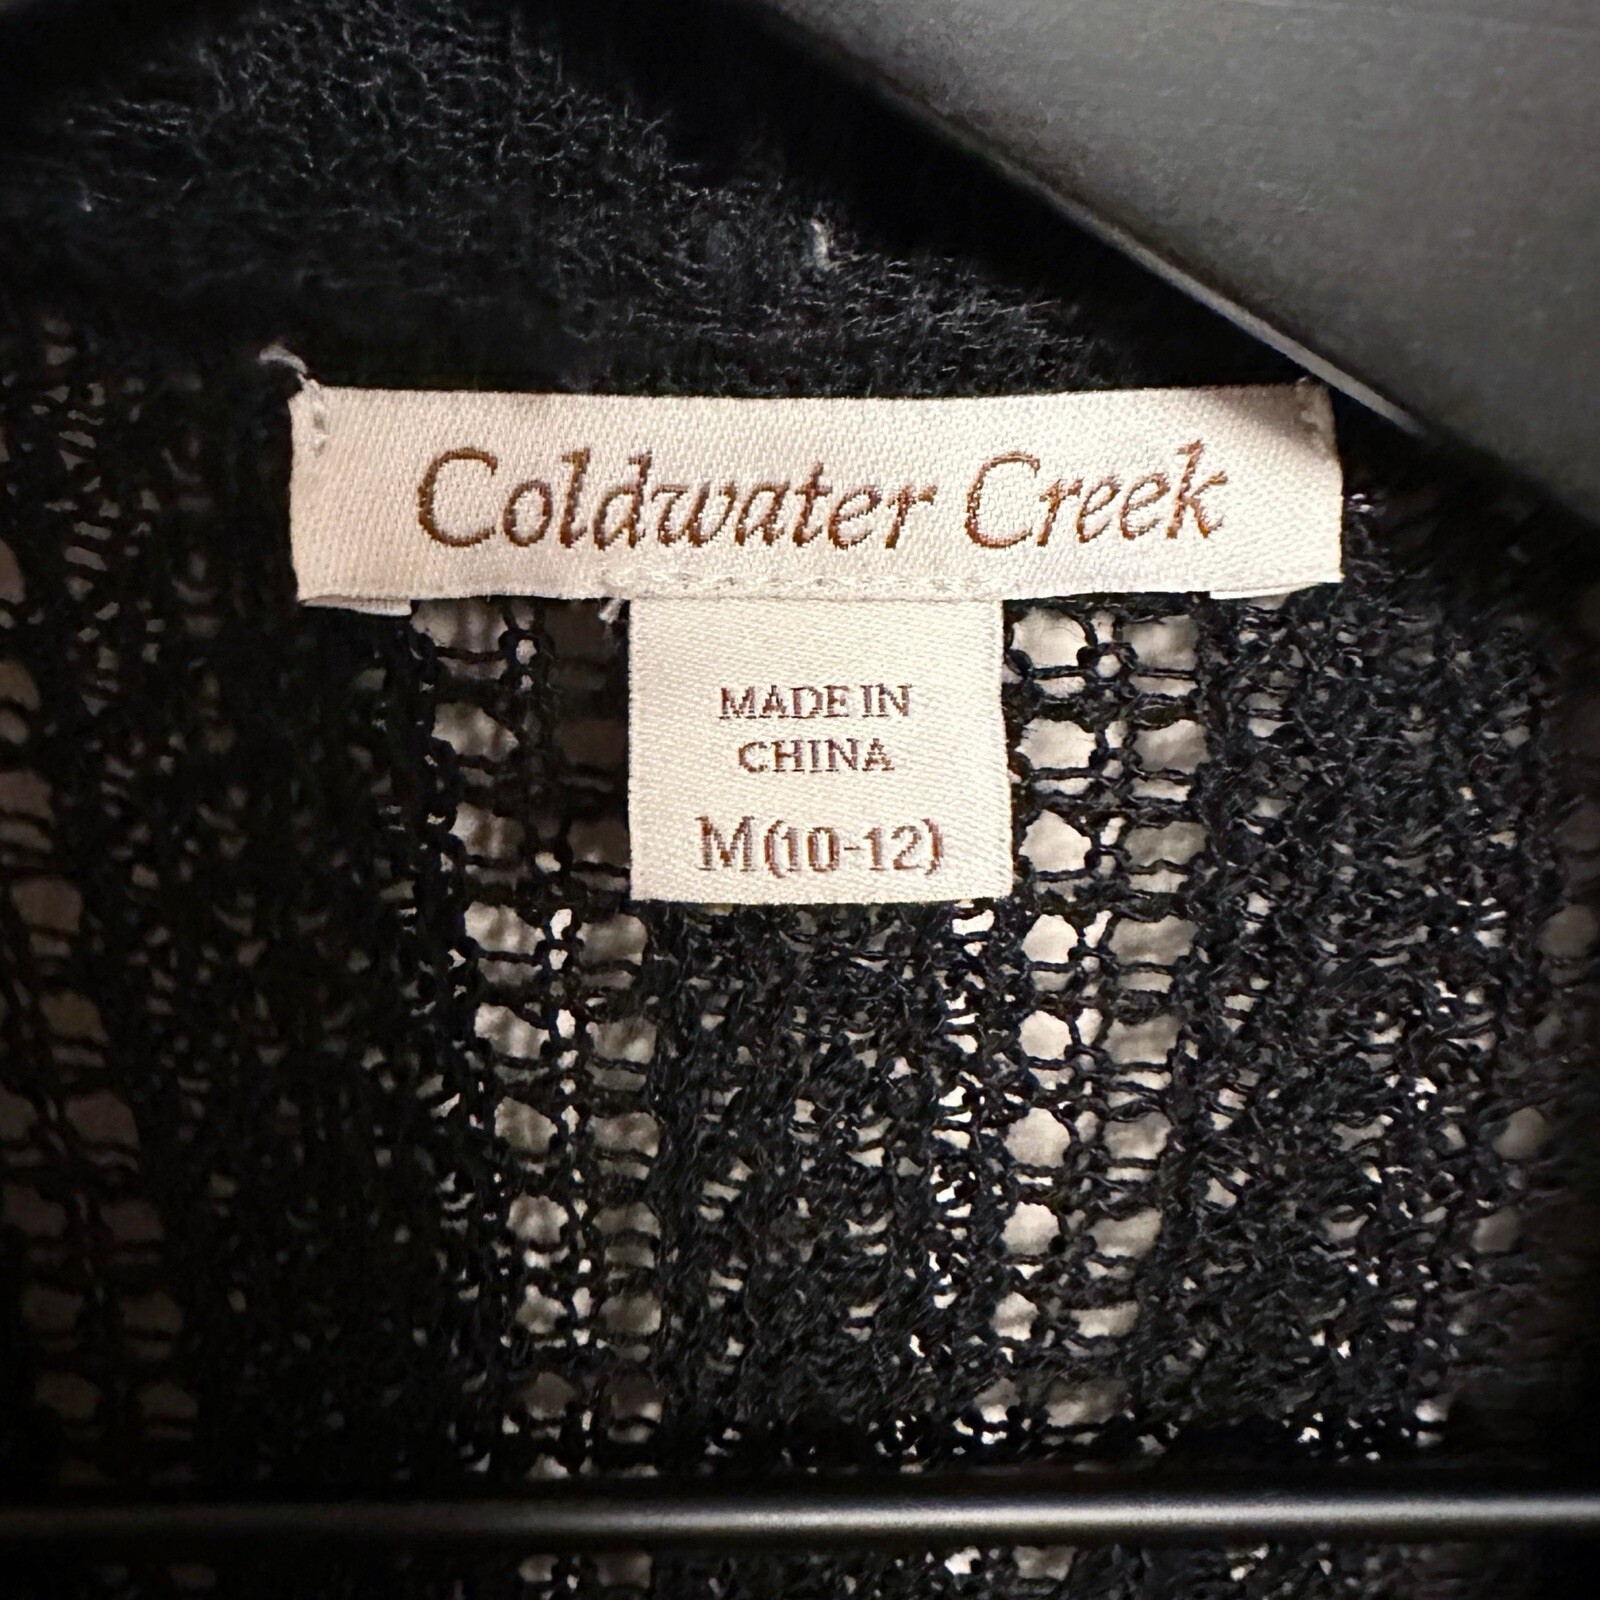 Coldwater Creek
MADE IN
CHINA
M(10-12)